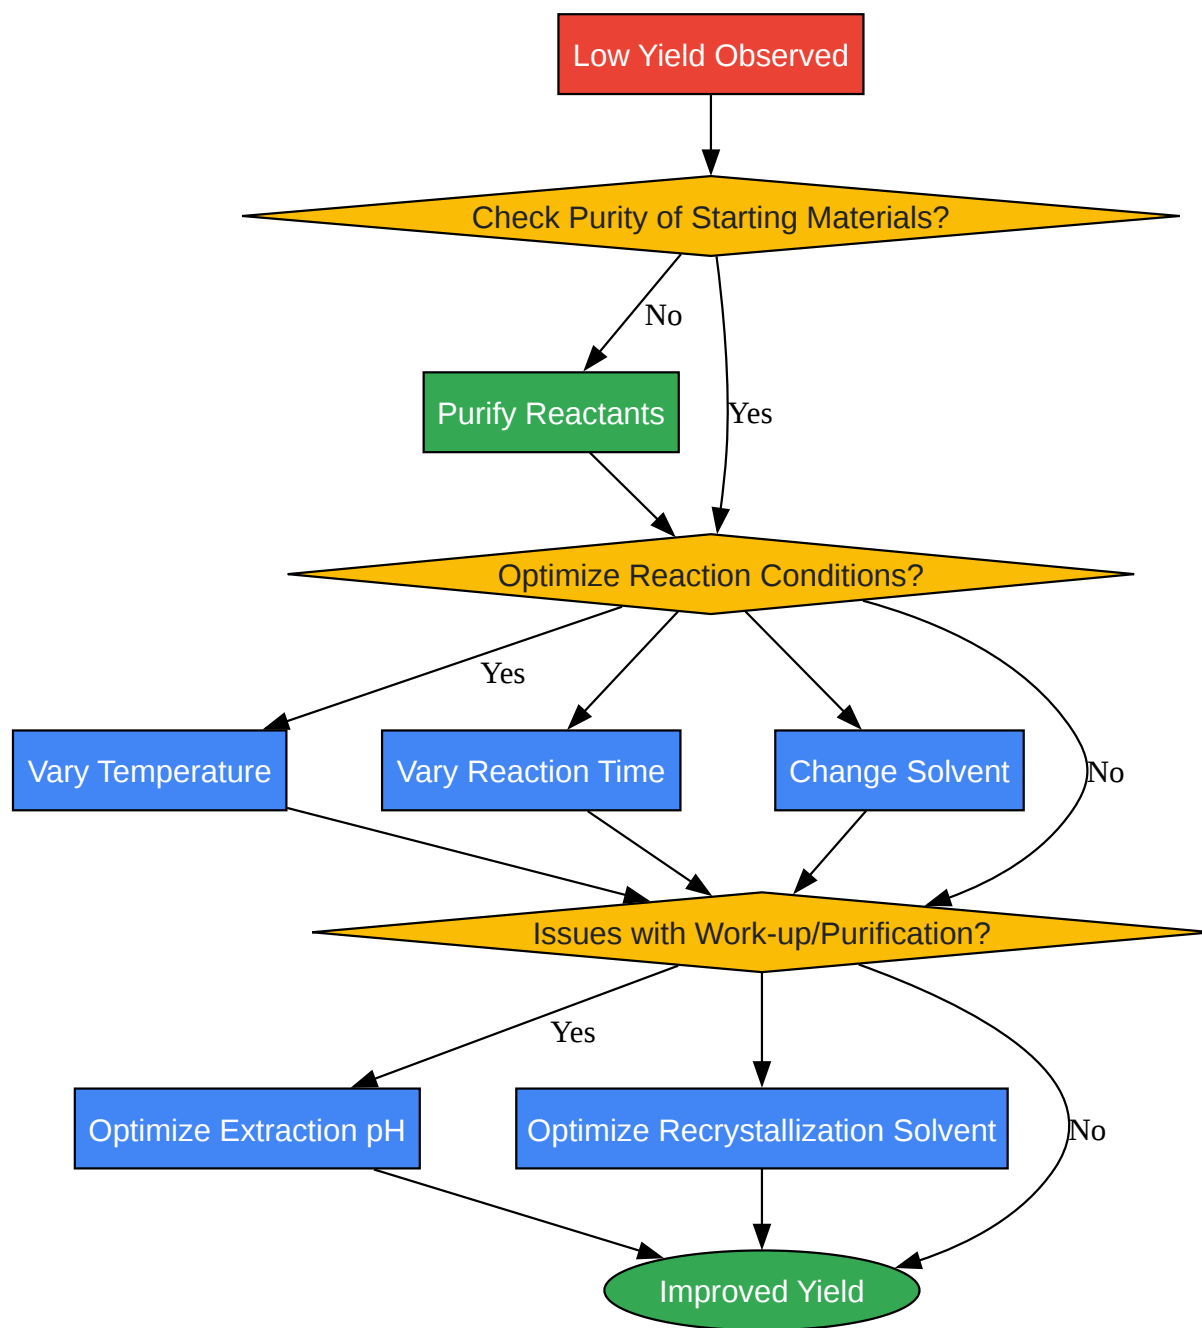 Low Yield Observed
Check Purity of Starting Materials?
No
Purify Reactants
Yes
Optimize Reaction Conditions?
Yes
Vary Temperature
Vary Reaction Time
Change Solvent
No
Issues with Work-up/Purification?
Yes
Optimize Extraction pH
Optimize Recrystallization Solvent
No
Improved Yield